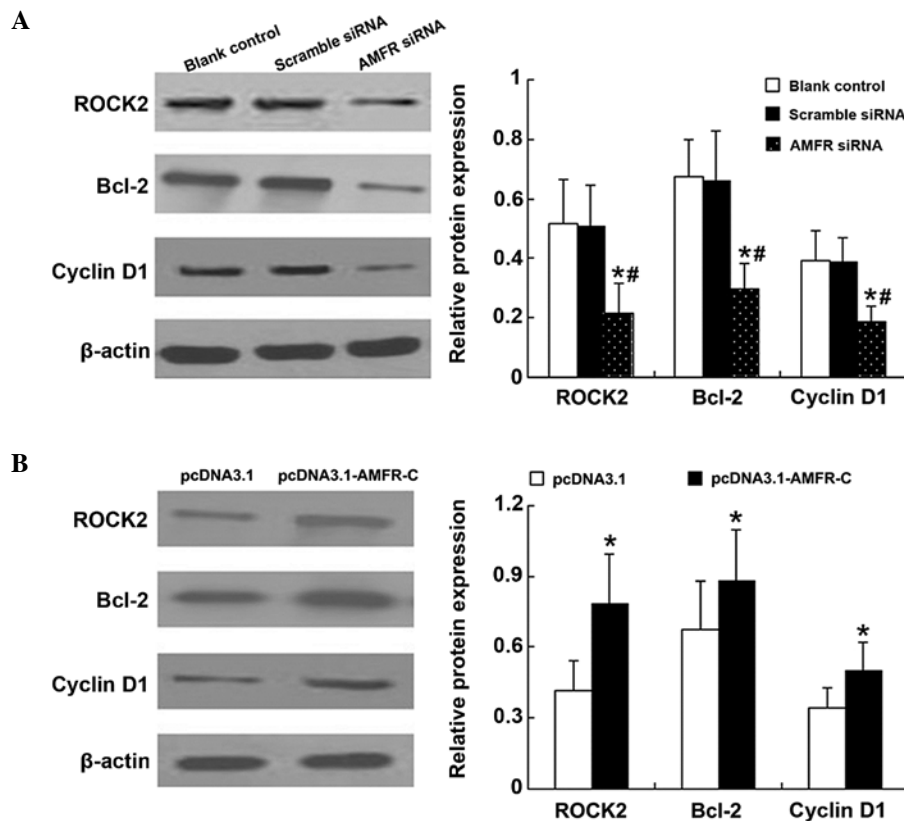 A
Blank control
Scramble siRNA
AMFR siRNA
ROCK2
Bcl-2
Cyclin D1
β-actin
Relative protein expression
1
0.8
0.6
0.4
0.2
0
Blank control
Scramble siRNA
AMFR siRNA
*#
*#
*#
ROCK2
Bcl-2
Cyclin D1
B
pcDNA3.1
pcDNA3.1-AMFR-C
ROCK2
Bcl-2
Cyclin D1
β-actin
pcDNA3.1
pcDNA3.1-AMFR-C
Relative protein expression
1.2
0.9
0.6
0.3
0
*
*
*
ROCK2
Bcl-2
Cyclin D1